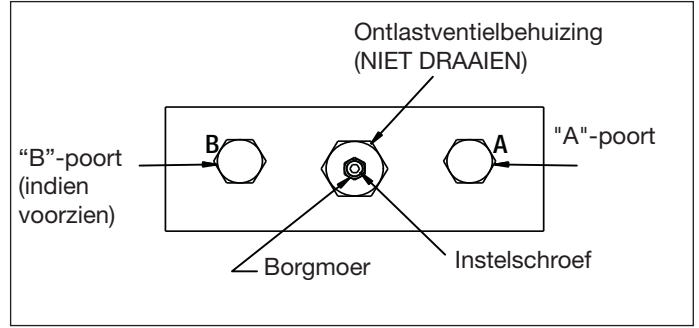 Ontlastventielbehuizing
(NIET DRAAIEN)
B
A
"A"-poort
“B”-poort
(indien
voorzien)
Borgmoer
Instelschroef